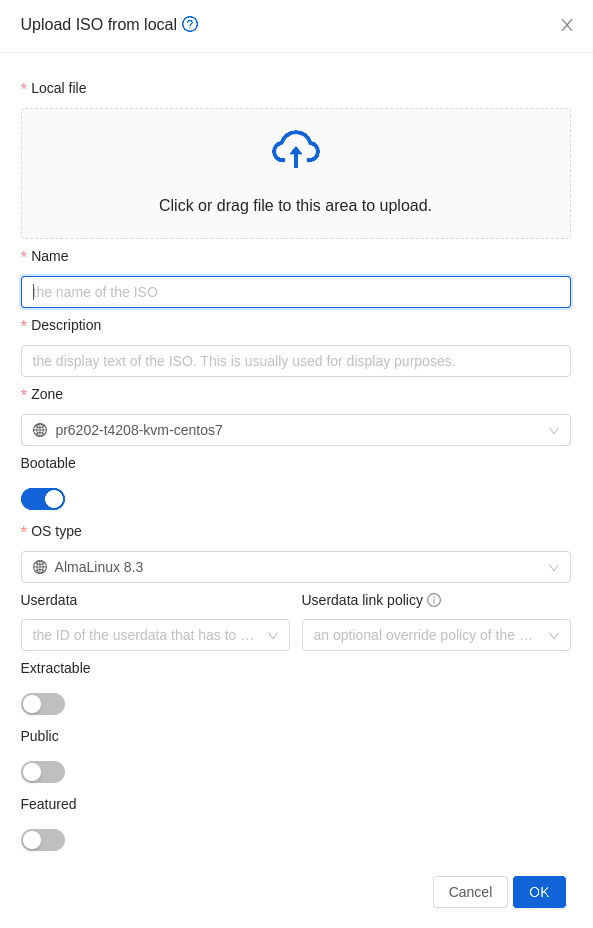 Upload ISO from local
* Local file
Click or drag file to this area to upload.
* Name
the name of the ISO
* Description
the display text of the ISO. This is usually used for display purposes.
* Zone
pr6202-t4208-kvm-centos7
Bootable
* OS type
AlmaLinux 8.3
Userdata
Userdata link policy
the ID of the userdata that has to ...
an optional override policy of the ...
Extractable
Public
Featured
Cancel
OK